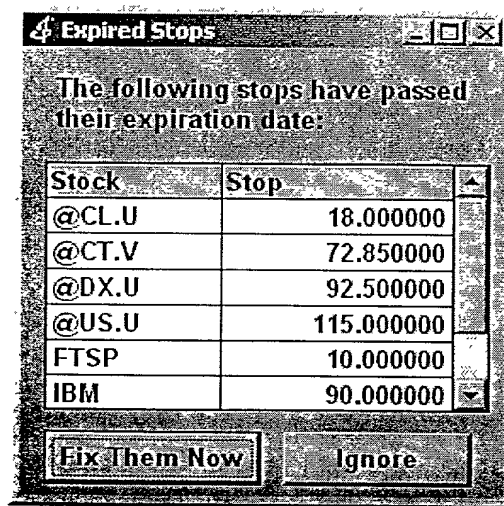 Expired Stops
The following stops have passed
their expiration date:
Stock Stop
@CL.U 18.000000
@CT.V 72.850000
@DX.U 92.500000
@US.U 115.000000
FTSP 10.000000
IBM 90.000000
Fix Them Now Ignore